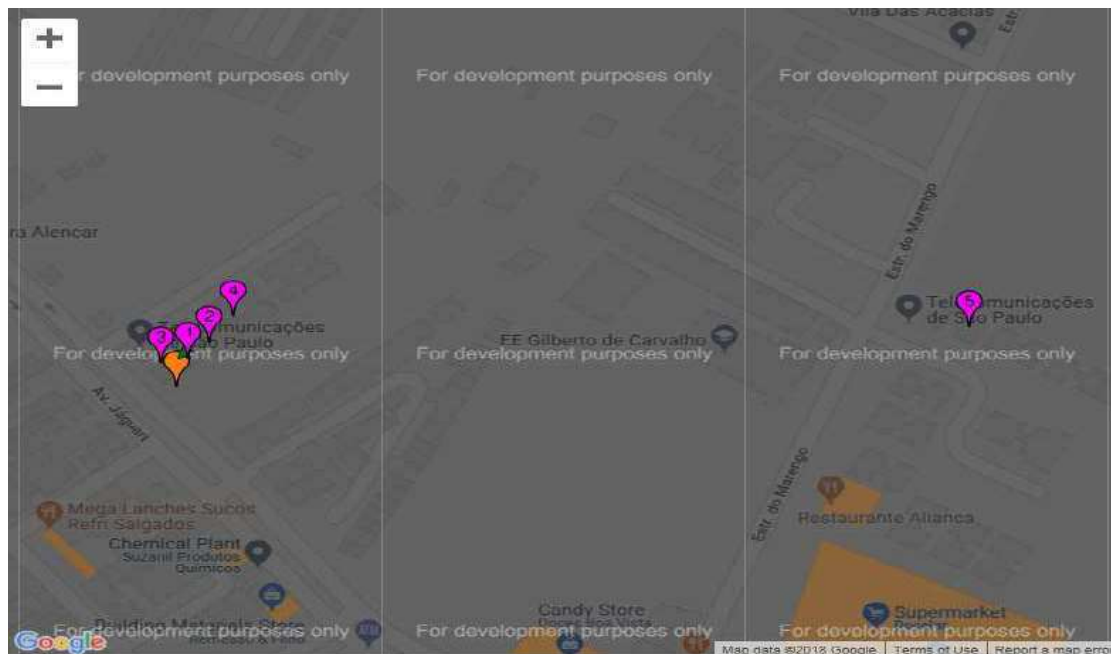 +
−
Vila Das Acácias
Estr.
For development purposes only
For development purposes only
For development purposes only
Estr. do Marengo
ra Alencar
4
2
3
1
5
Telecomunicações
de São Paulo
municações
São Paulo
EE Gilberto de Carvalho
For development purposes only
For development purposes only
For development purposes only
Av. Jaguari
Estr. do Marengo
Mega Lanches Sucos
Refri Salgados
Restaurante Aliança
Chemical Plant
Suzanil Produtos
Químicos
Candy Store
Supermarket
Building Materials Store
For development purposes only
For development purposes only
For development purposes only
Google
Map data ©2018 Google
Terms of Use
Report a map error